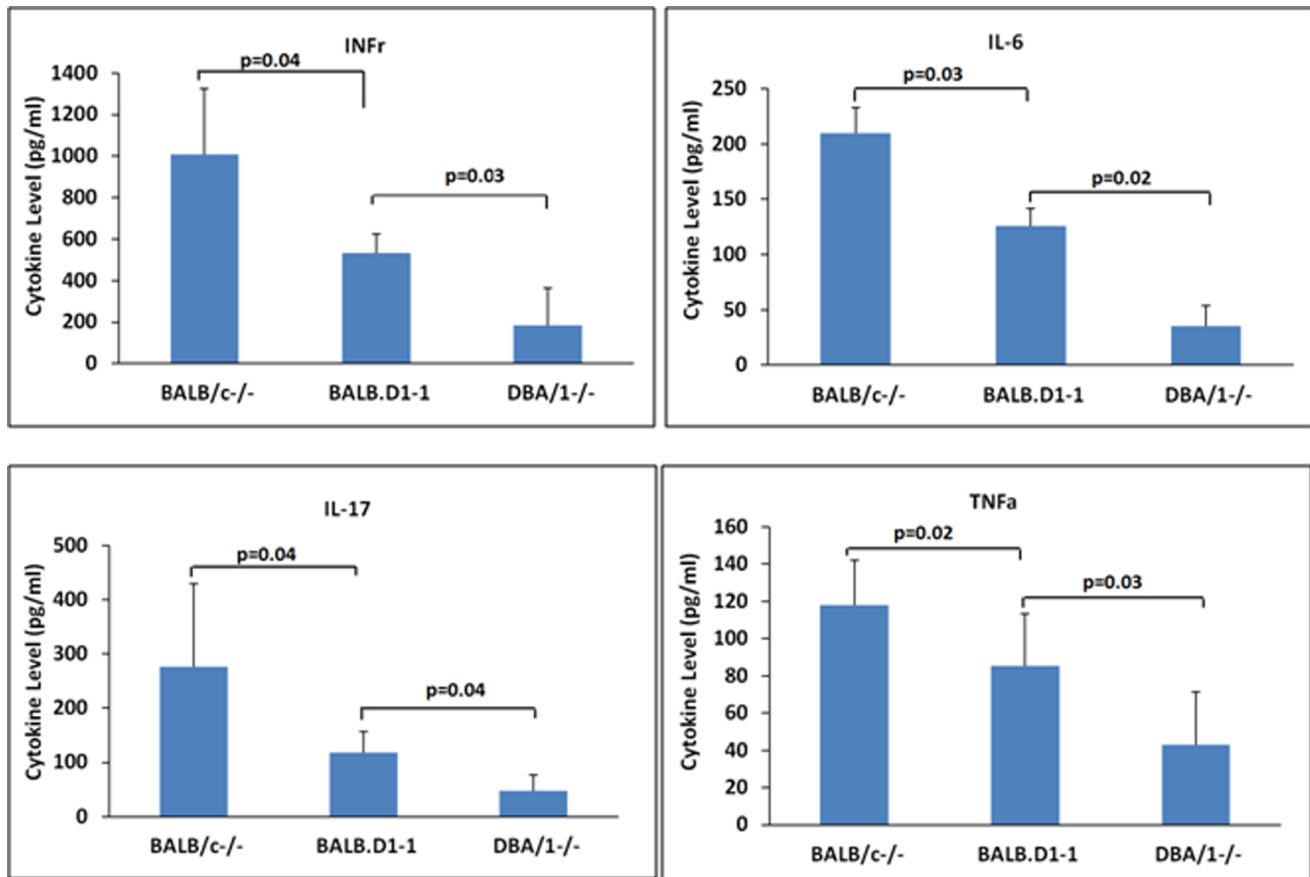 INFr
p=0.04
p=0.03
Cytokine Level (pg/ml)
1400
1200
1000
800
600
400
200
0
BALB/c-/- BALB.D1-1 DBA/1-/-
IL-6
p=0.03
p=0.02
Cytokine Level (pg/ml)
250
200
150
100
50
0
BALB/c-/- BALB.D1-1 DBA/1-/-
IL-17
p=0.04
p=0.04
Cytokine Level (pg/ml)
500
400
300
200
100
0
BALB/c-/- BALB.D1-1 DBA/1-/-
TNFa
p=0.02
p=0.03
Cytokine Level (pg/ml)
160
140
120
100
80
60
40
20
0
BALB/c-/- BALB.D1-1 DBA/1-/-